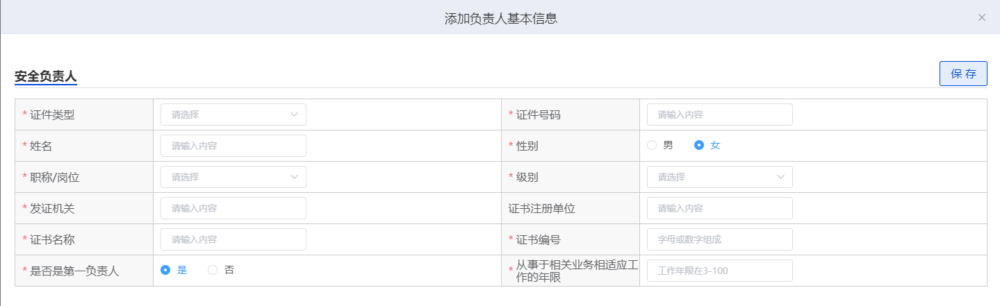 添加负责人基本信息
安全负责人
保 存
* 证件类型 请选择 * 证件号码 请输入内容
* 姓名 请输入内容 * 性别 男 女
* 职称/岗位 请选择 * 级别 请选择
* 发证机关 请输入内容 证书注册单位 请输入内容
* 证书名称 请输入内容 * 证书编号 字母或数字组成
* 是否是第一负责人 是 否 * 从事于相关业务相适应工
作的年限 工作年限在3-100